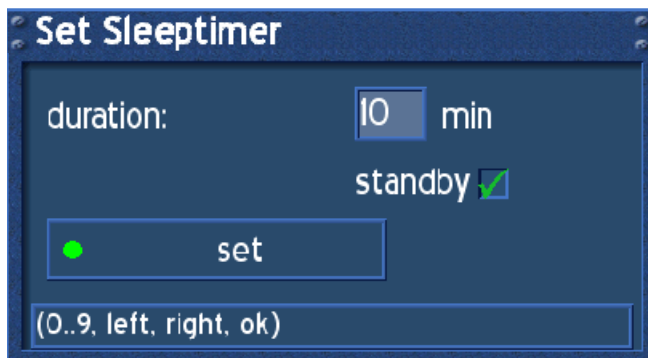 Set Sleeptimer
duration: 10 min
standby
set
(0..9, left, right, ok)